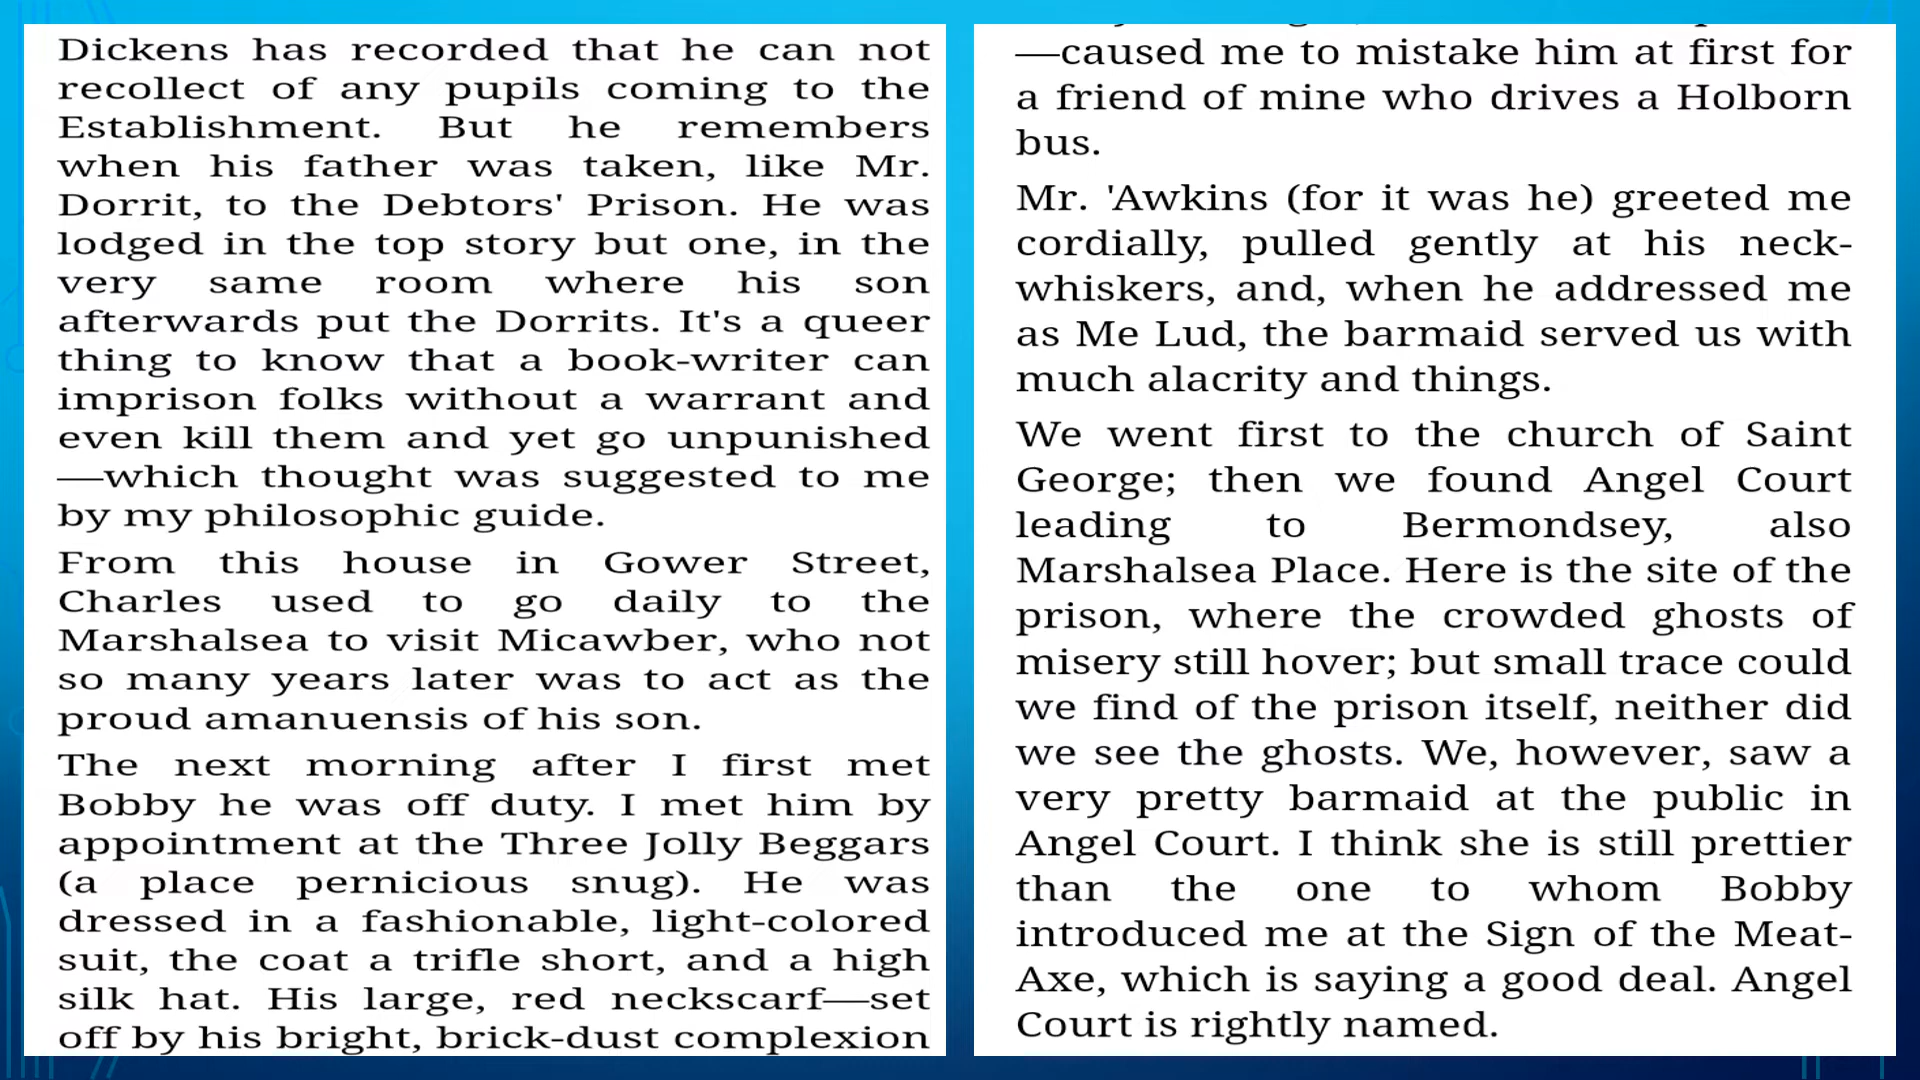 Dickens has recorded that he can not
recollect of any pupils coming to the
Establishment. But he remembers
when his father was taken, like Mr.
Dorrit, to the Debtors' Prison. He was
lodged in the top story but one, in the
very same room where his son
afterwards put the Dorrits. It's a queer
thing to know that a book-writer can
imprison folks without a warrant and
even kill them and yet go unpunished
—which thought was suggested to me
by my philosophic guide.
From this house in Gower Street,
Charles used to go daily to the
Marshalsea to visit Micawber, who not
so many years later was to act as the
proud amanuensis of his son.
The next morning after I first met
Bobby he was off duty. I met him by
appointment at the Three Jolly Beggars
(a place pernicious snug). He was
dressed in a fashionable, light-colored
suit, the coat a trifle short, and a high
silk hat. His large, red neckscarf—set
off by his bright, brick-dust complexion
—caused me to mistake him at first for
a friend of mine who drives a Holborn
bus.
Mr. 'Awkins (for it was he) greeted me
cordially, pulled gently at his neck-
whiskers, and, when he addressed me
as Me Lud, the barmaid served us with
much alacrity and things.
We went first to the church of Saint
George; then we found Angel Court
leading to Bermondsey, also
Marshalsea Place. Here is the site of the
prison, where the crowded ghosts of
misery still hover; but small trace could
we find of the prison itself, neither did
we see the ghosts. We, however, saw a
very pretty barmaid at the public in
Angel Court. I think she is still prettier
than the one to whom Bobby
introduced me at the Sign of the Meat-
Axe, which is saying a good deal. Angel
Court is rightly named.